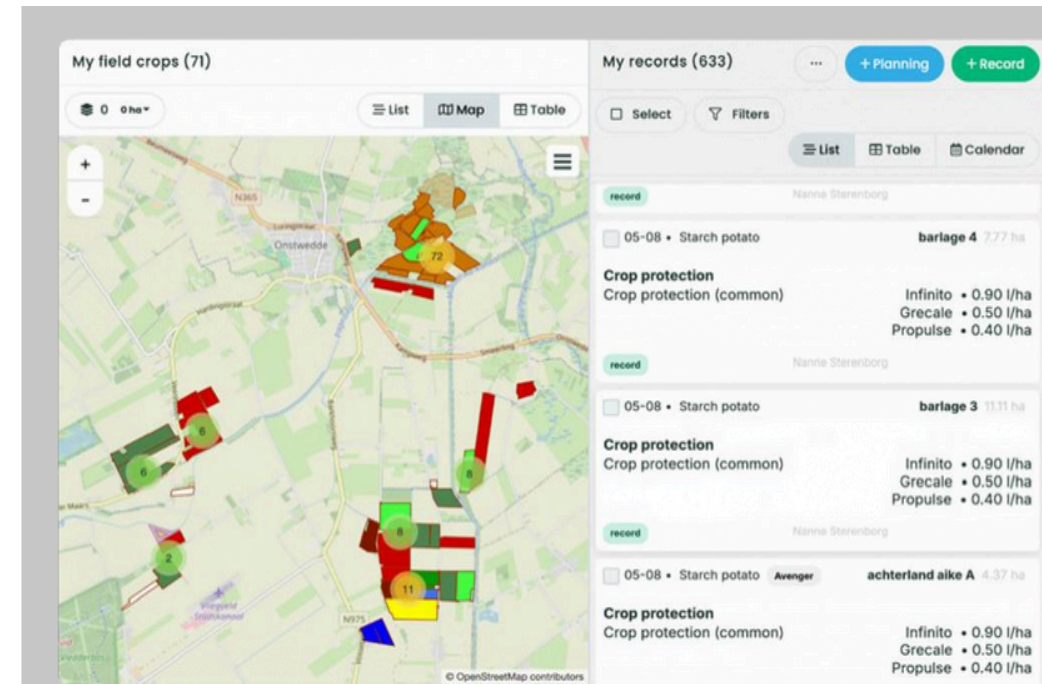 My field crops (71)
0 0 ha
List Map Table
+
-
N365
Onstwedde
72
6
6
8
8
2
11
Vliegveld
Stadskanaal
N975
© OpenStreetMap contributors
My records (633)
...
+ Planning
+ Record
Select
Filters
List Table Calendar
record Nanne Sterenborg
05-08 • Starch potato barlage 4 7.77 ha
Crop protection
Crop protection (common) Infinito • 0.90 l/ha
Grecale • 0.50 l/ha
Propulse • 0.40 l/ha
record Nanne Sterenborg
05-08 • Starch potato barlage 3 11.11 ha
Crop protection
Crop protection (common) Infinito • 0.90 l/ha
Grecale • 0.50 l/ha
Propulse • 0.40 l/ha
record Nanne Sterenborg
05-08 • Starch potato Avenger achterland aike A 4.37 ha
Crop protection
Crop protection (common) Infinito • 0.90 l/ha
Grecale • 0.50 l/ha
Propulse • 0.40 l/ha